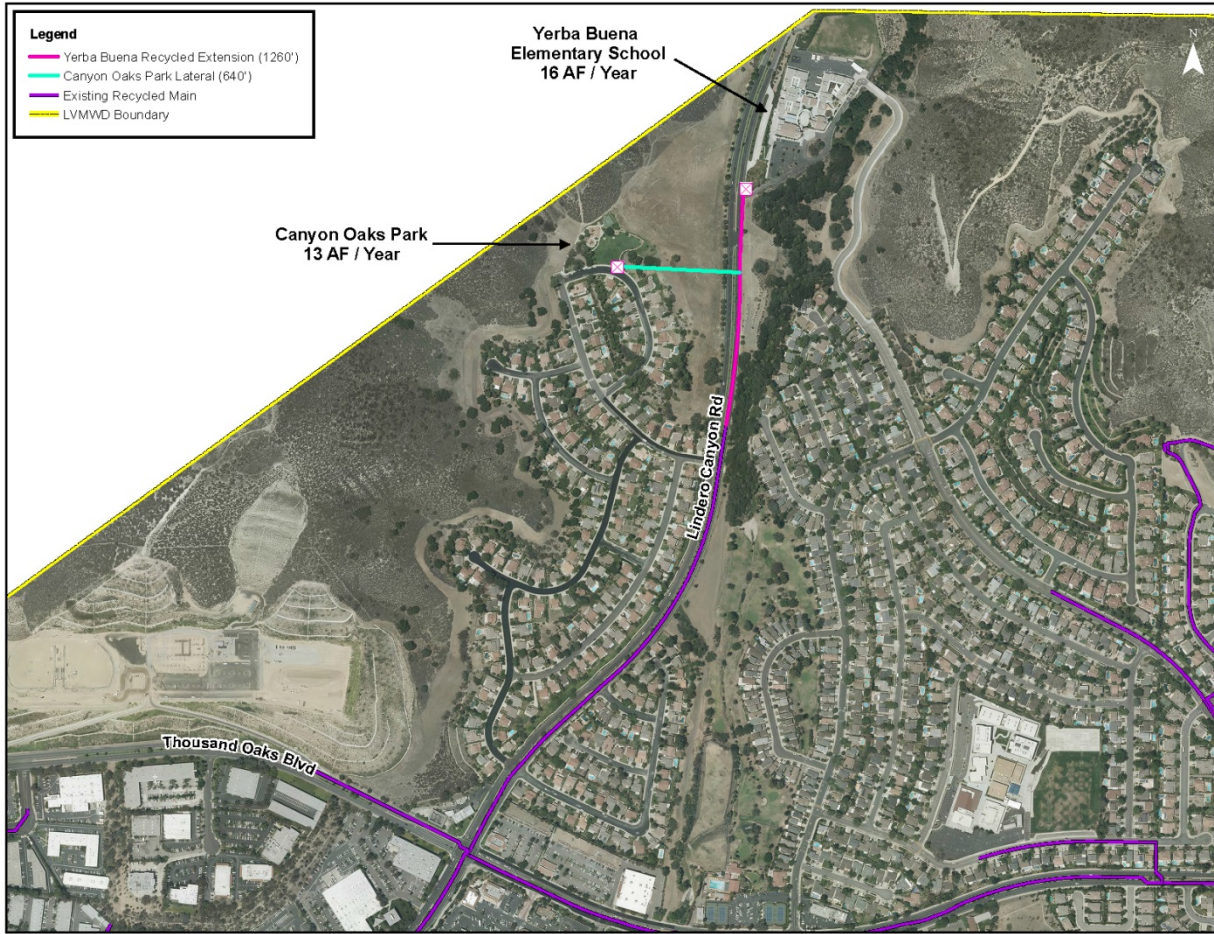 Legend
Yerba Buena Recycled Extension (1260')
Canyon Oaks Park Lateral (640')
Existing Recycled Main
LVMWD Boundary
Yerba Buena
Elementary School
16 AF / Year
N
Canyon Oaks Park
13 AF / Year
Lindero Canyon Rd
Thousand Oaks Blvd